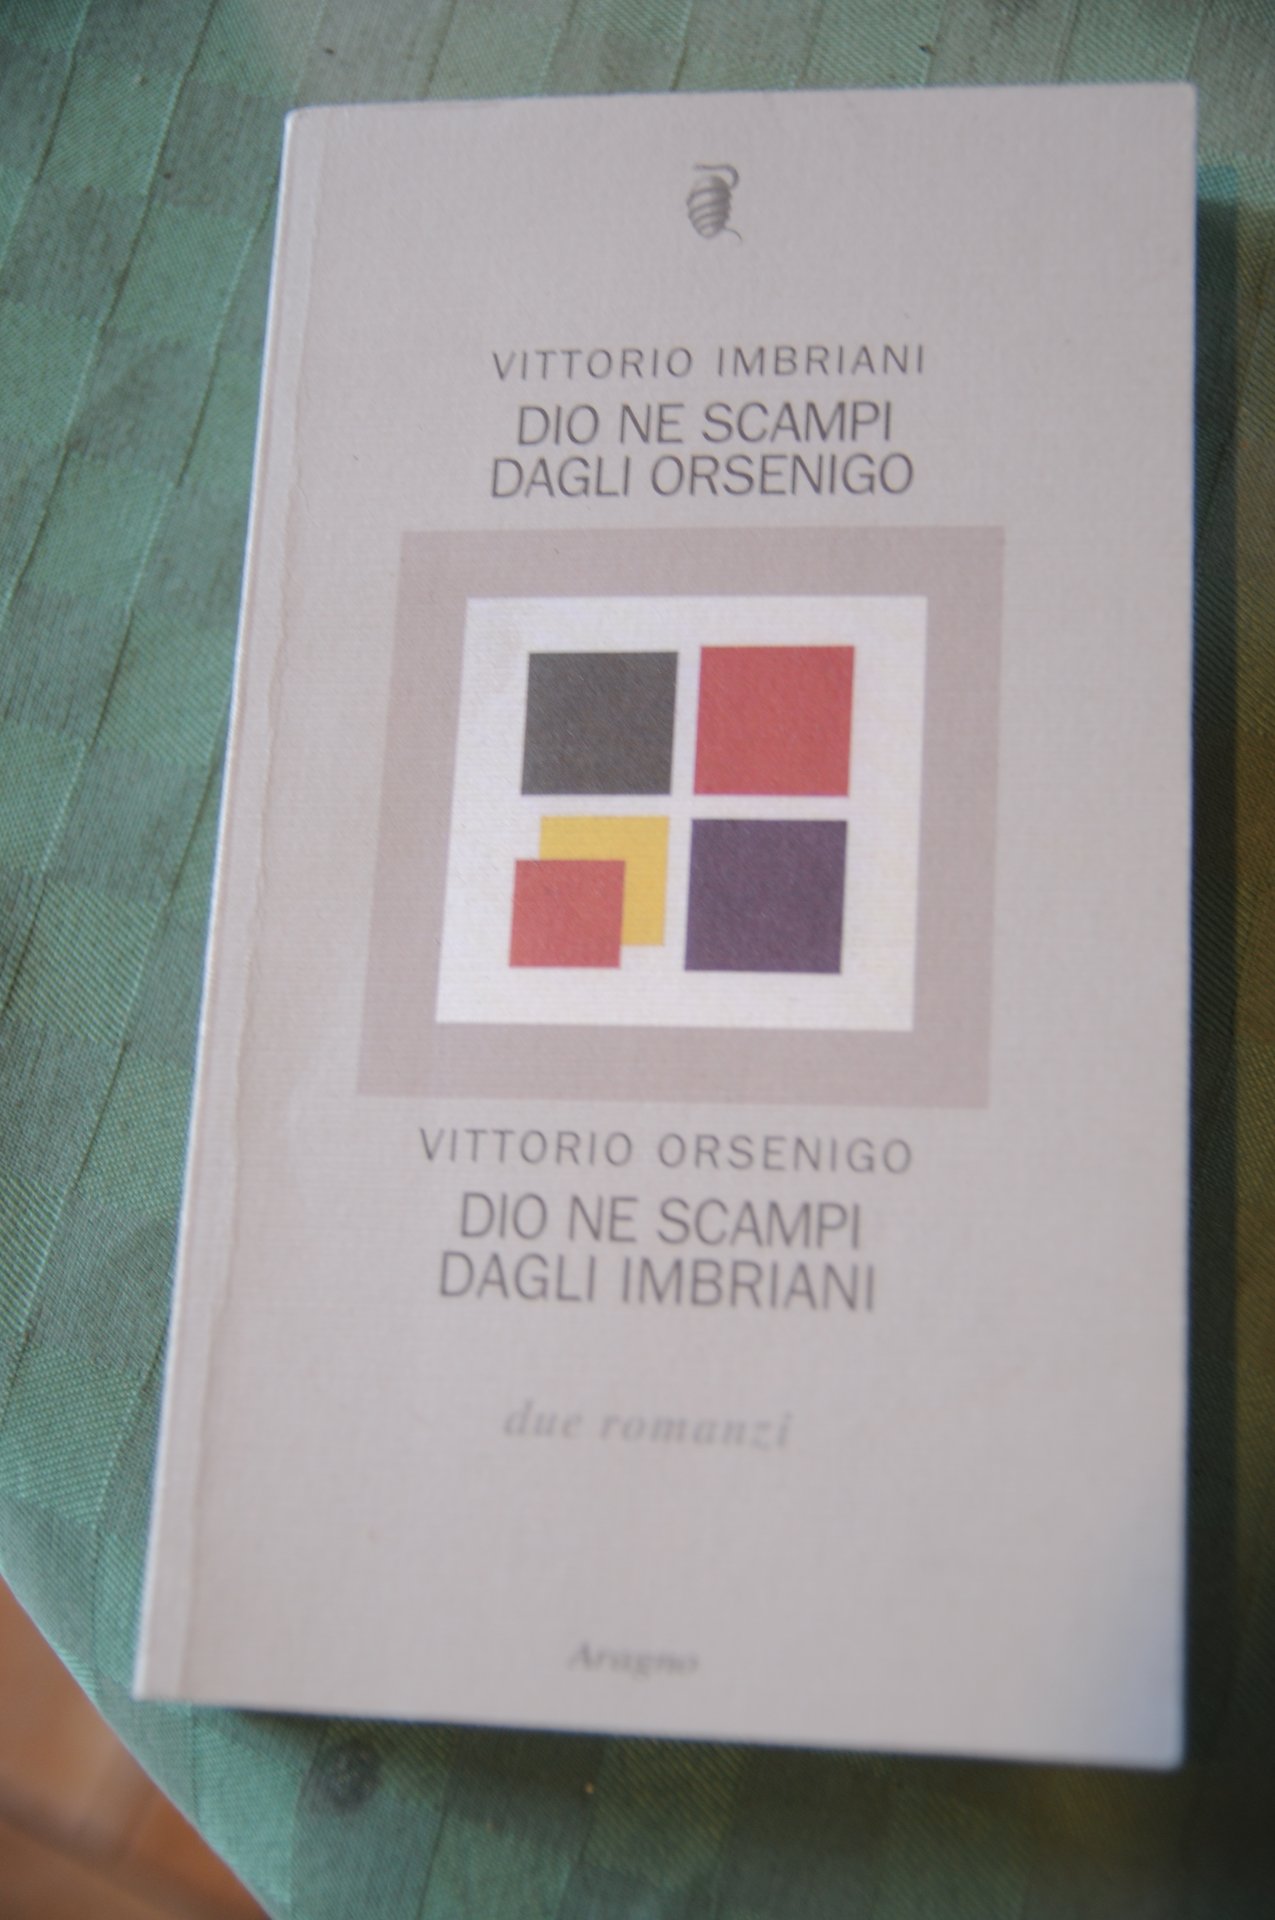 VITTORIO IMBRIANI
DIO NE SCAMPI
DAGLI ORSENIGO
VITTORIO ORSENIGO
DIO NE SCAMPI
DAGLI IMBRIANI
due romanzi
Aragno